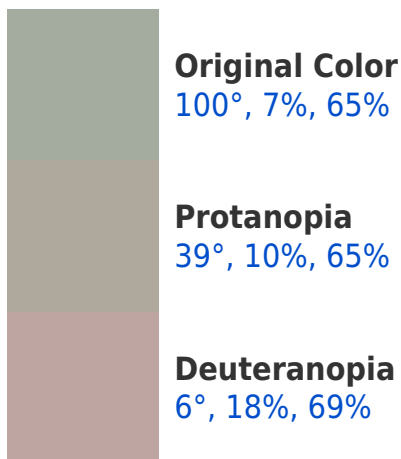 Original Color
100°, 7%, 65%
Protanopia
39°, 10%, 65%
Deuteranopia
6°, 18%, 69%